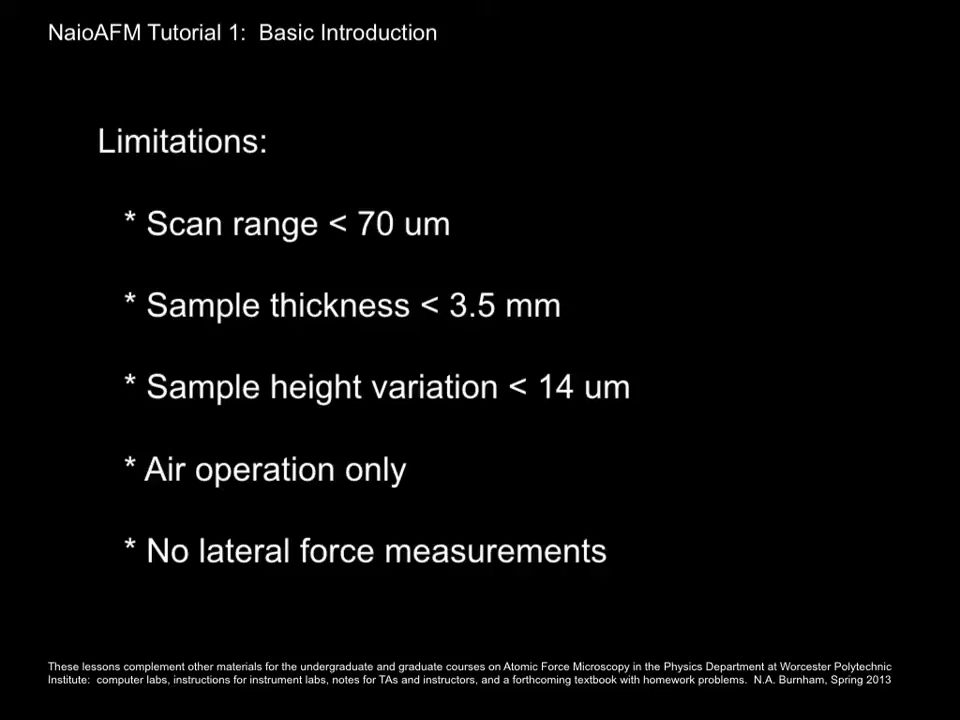 NaioAFM Tutorial 1:  Basic Introduction
Limitations:
* Scan range < 70 um
* Sample thickness < 3.5 mm
* Sample height variation < 14 um
* Air operation only
* No lateral force measurements
These lessons complement other materials for the undergraduate and graduate courses on Atomic Force Microscopy in the Physics Department at Worcester Polytechnic
Institute:  computer labs, instructions for instrument labs, notes for TAs and instructors, and a forthcoming textbook with homework problems.  N.A. Burnham, Spring 2013